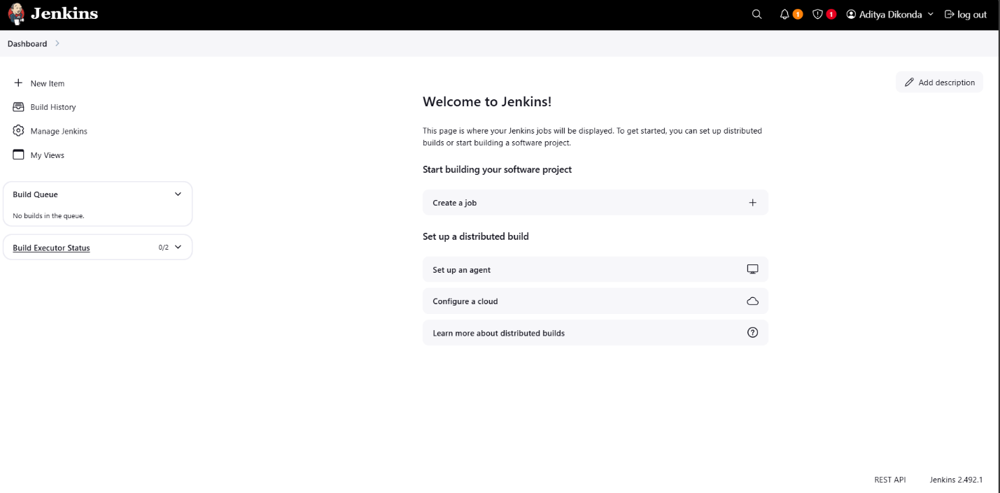 Jenkins
1
1
Aditya Dikonda
log out
Dashboard
New Item
Build History
Manage Jenkins
My Views
Build Queue
No builds in the queue.
Build Executor Status
0/2
Add description
Welcome to Jenkins!
This page is where your Jenkins jobs will be displayed. To get started, you can set up distributed
builds or start building a software project.
Start building your software project
Create a job
Set up a distributed build
Set up an agent
Configure a cloud
Learn more about distributed builds
REST API
Jenkins 2.492.1